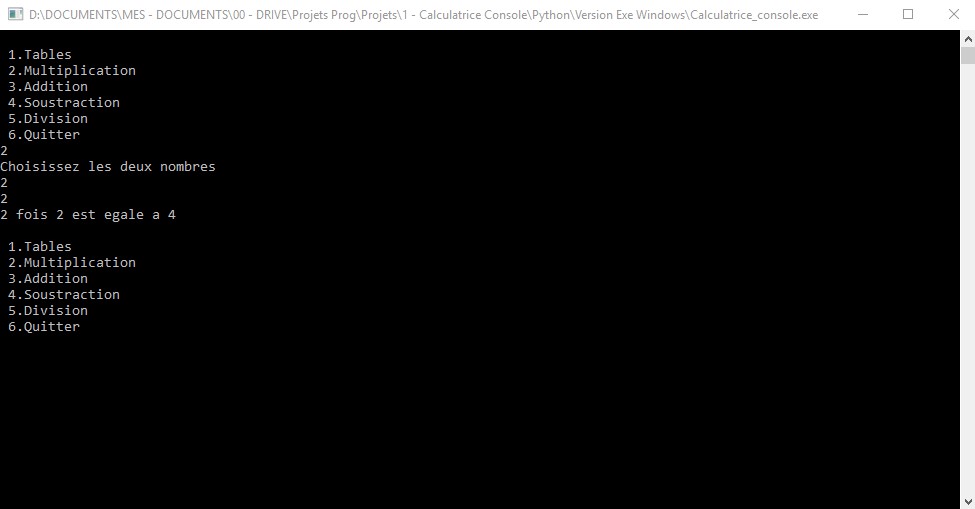 D:\DOCUMENTS\MES - DOCUMENTS\00 - DRIVE\Projets Prog\Projets\1 - Calculatrice Console\Python\Version Exe Windows\Calculatrice_console.exe
1.Tables
2.Multiplication
3.Addition
4.Soustraction
5.Division
6.Quitter
2
Choisissez les deux nombres
2
2
2 fois 2 est egale a 4
1.Tables
2.Multiplication
3.Addition
4.Soustraction
5.Division
6.Quitter